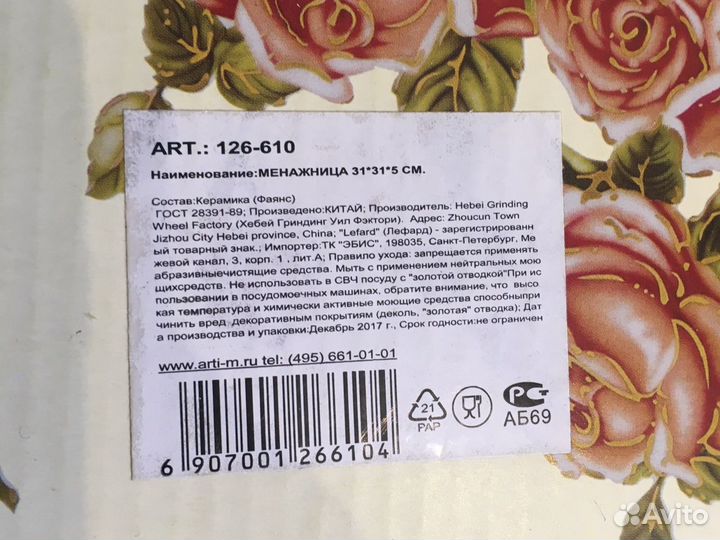 ART.: 126-610
Наименование:МЕНАЖНИЦА 31*31*5 СМ.
Состав:Керамика (Фаянс)
ГОСТ 28391-89; Произведено:КИТАЙ; Производитель: Hebei Grinding
Wheel Factory (Хебей Гриндинг Уил Фэктори). Адрес: Zhoucun Town
Jizhou City Hebei province, China; "Lefard" (Лефард) - зарегистрированн
ый товарный знак.; Импортер:ТК "ЭБИС", 198035, Санкт-Петербург, Ме
жевой канал, 3, корп. 1 , лит.А; Правило ухода: запрещается применять
абразивныечистящие средства. Мыть с применением нейтральных мою
щихсредств. Не использовать в СВЧ посуду с "золотой отводкой"При ис
пользовании в посудомоечных машинах, обратите внимание, что высо
кая температура и химически активные моющие средства способныпри
чинить вред декоративным покрытиям (деколь, "золотая" отводка); Дат
а производства и упаковки:Декабрь 2017 г., Срок годности:не ограничен
www.arti-m.ru tel: (495) 661-01-01
6 907001 266104
21
PAP
РСТ
АБ69
Avito